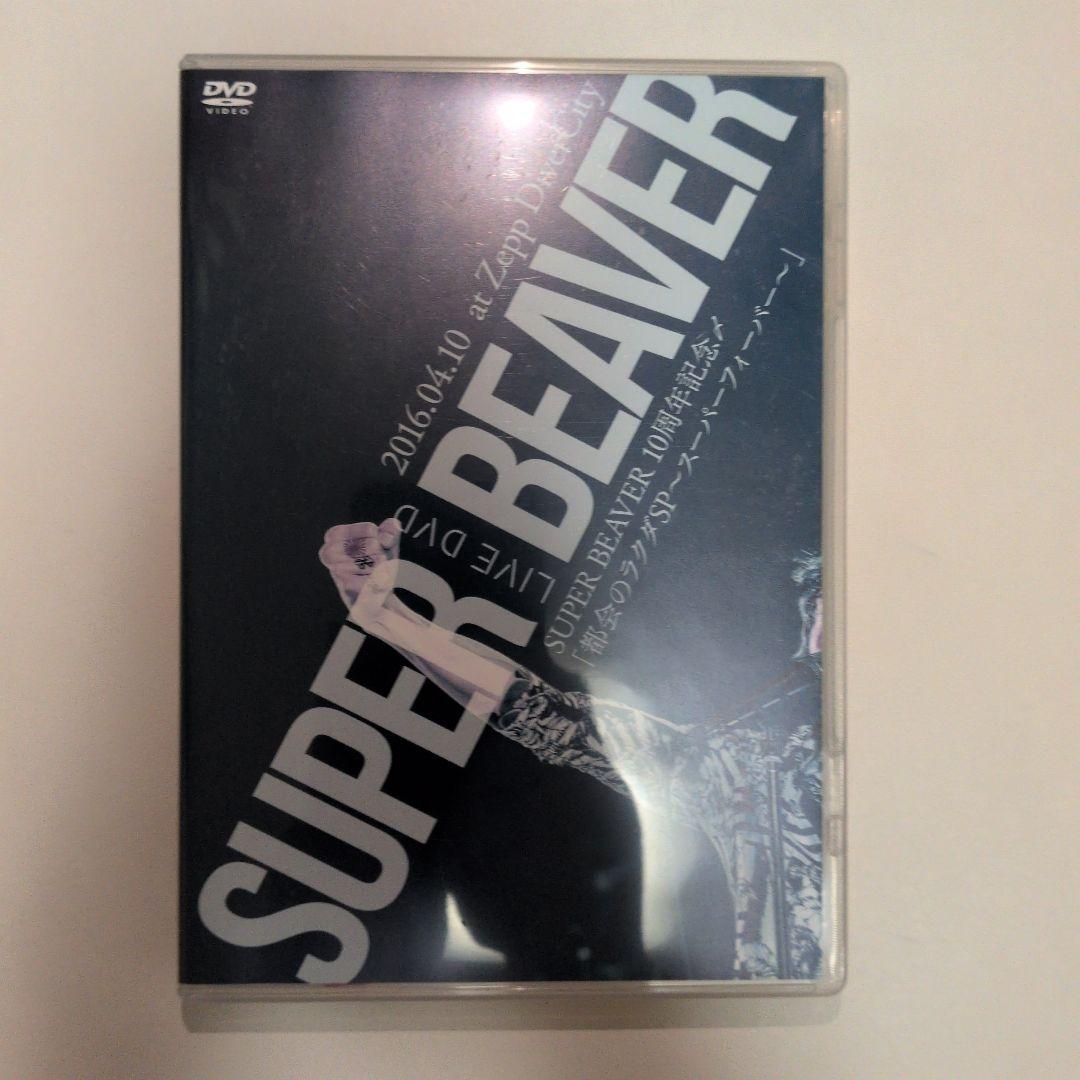 DVD
VIDEO
2016.04.10 at Zepp DiverCity
SUPER BEAVER
LIVE DVD
SUPER BEAVER 10周年記念〆
「都会のラクダSP～スーパーフィーバー～」